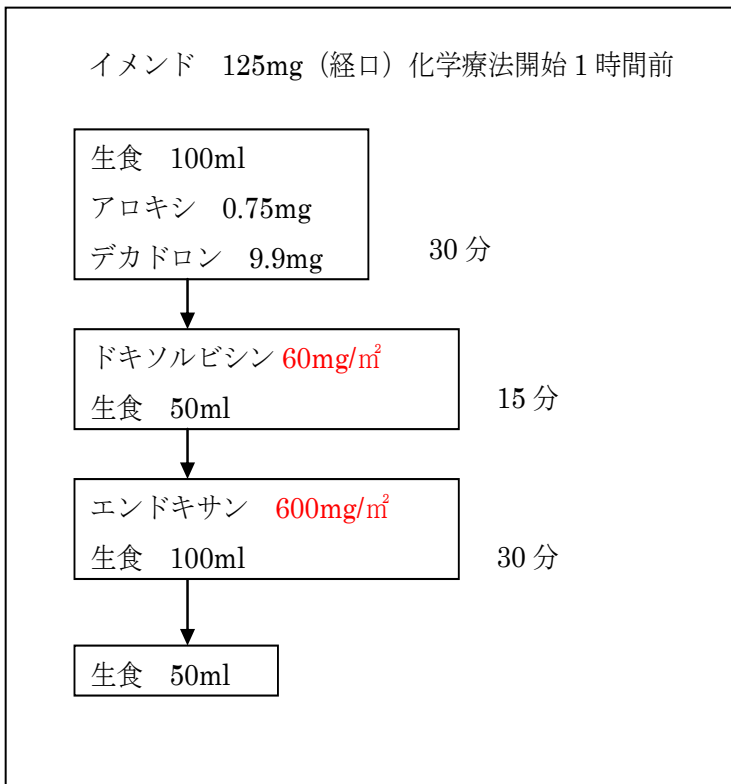 イメンド　125mg（経口）化学療法開始 1 時間前
生食　100ml
アロキシ　0.75mg
デカドロン　9.9mg
30 分
ドキソルビシン 60mg/㎡
生食　50ml
15 分
エンドキサン　600mg/㎡
生食　100ml
30 分
生食　50ml